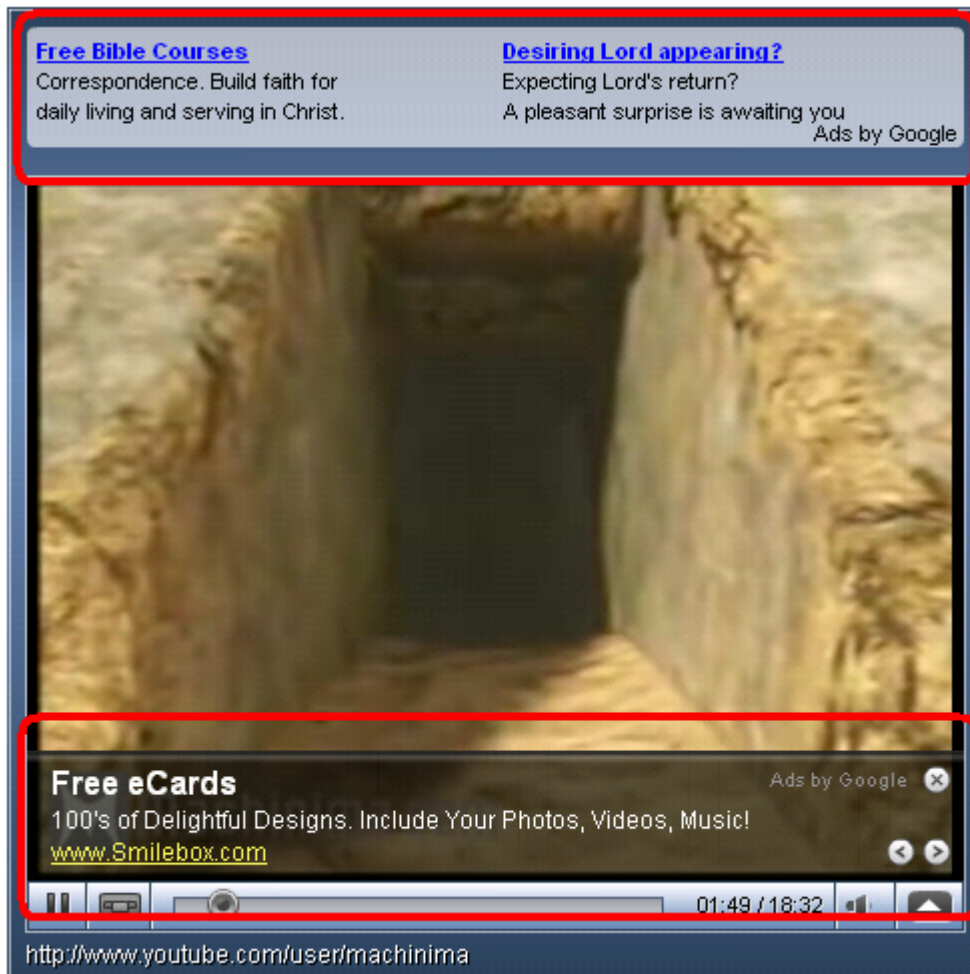 Free Bible Courses
Correspondence. Build faith for
daily living and serving in Christ.
Desiring Lord appearing?
Expecting Lord's return?
A pleasant surprise is awaiting you
Ads by Google
Free eCards
Ads by Google
100's of Delightful Designs. Include Your Photos, Videos, Music!
www.Smilebox.com
01:49 / 18:32
http://www.youtube.com/user/machinima